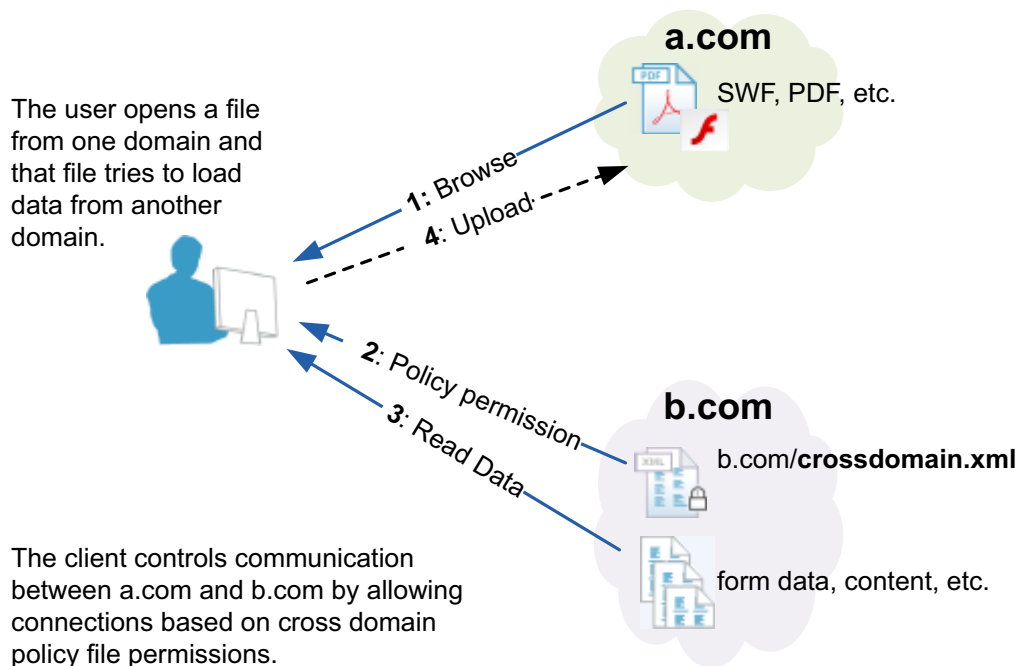 a.com
PDF
SWF, PDF, etc.
The user opens a file
from one domain and
that file tries to load
data from another
domain.
1: Browse
4: Upload
2: Policy permission
3: Read Data
b.com
XML
b.com/crossdomain.xml
form data, content, etc.
The client controls communication
between a.com and b.com by allowing
connections based on cross domain
policy file permissions.